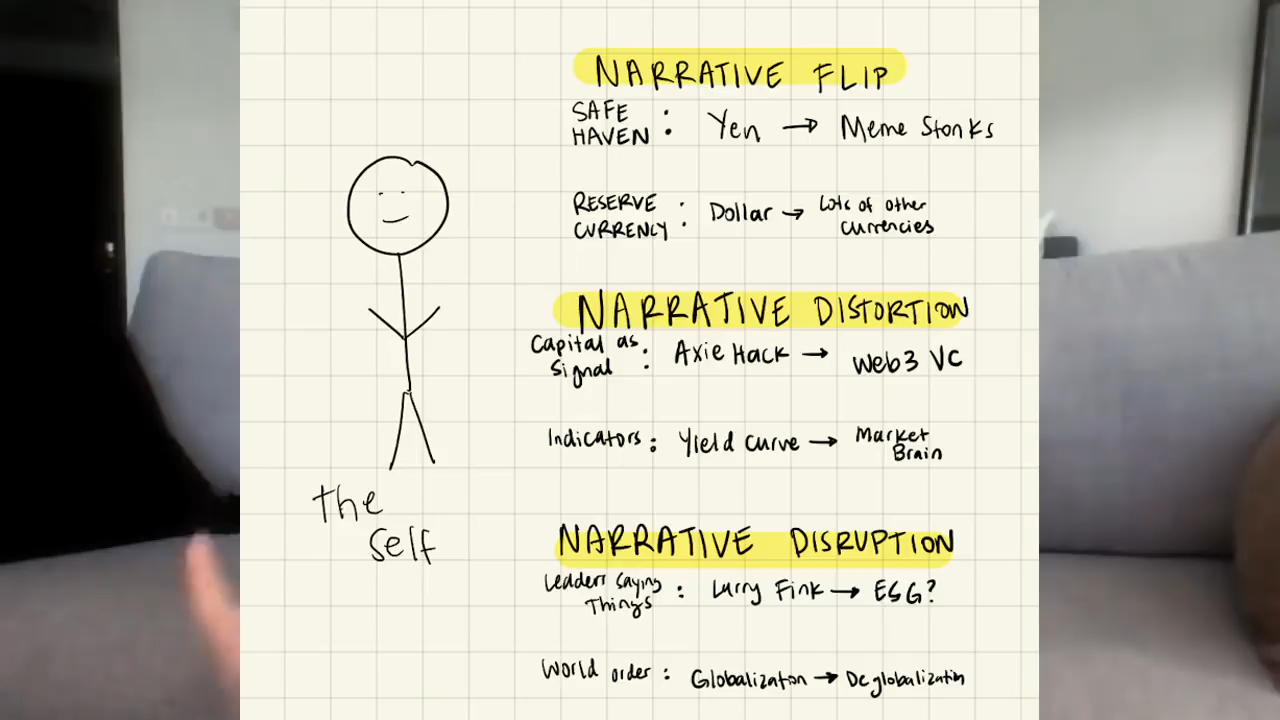 NARRATIVE FLIP
SAFE
HAVEN : Yen → Meme Stonks
RESERVE
CURRENCY : Dollar → Lots of other
currencies
NARRATIVE DISTORTION
Capital as
Signal : Axie Hack → Web3 VC
Indicators : Yield Curve → Market
Brain
NARRATIVE DISRUPTION
Leaders Saying
Things : Larry Fink → ESG?
World order : Globalization → Deglobalization
the
self